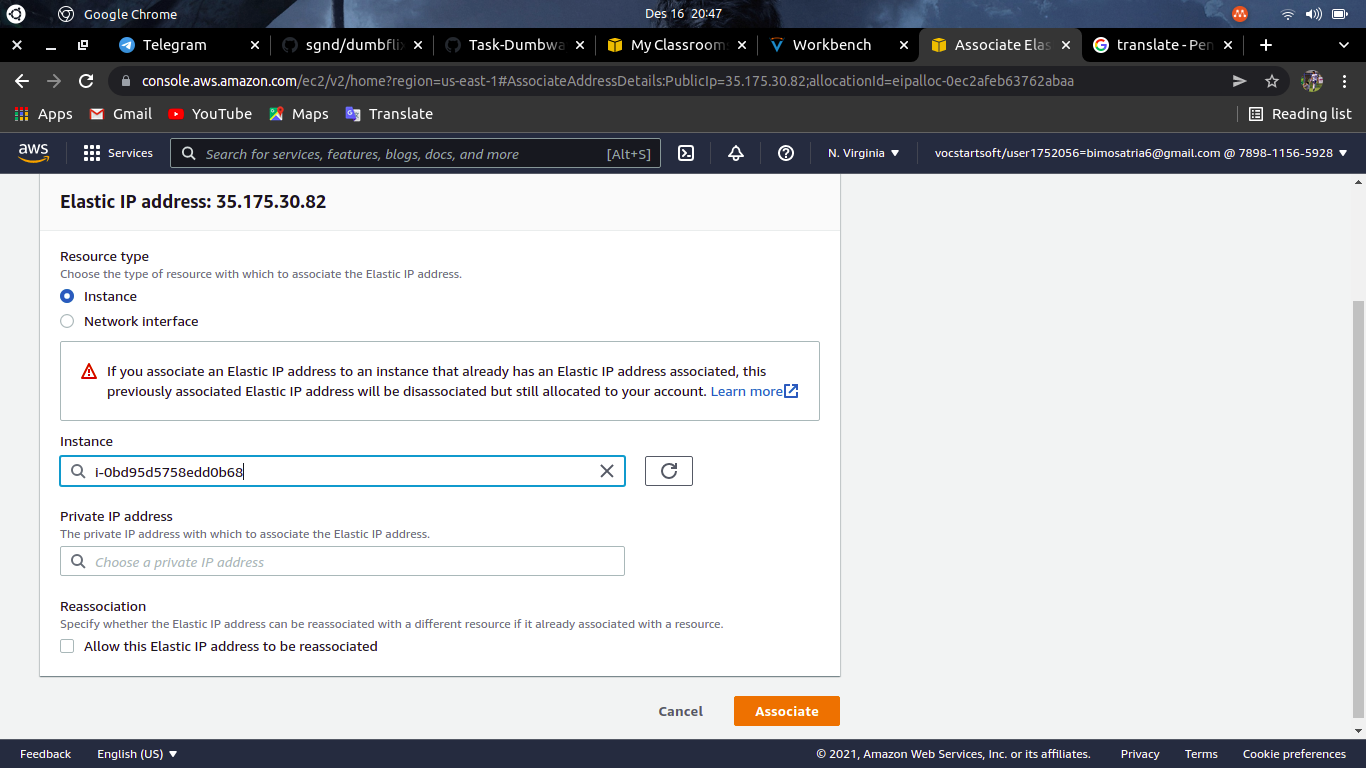 Google Chrome
Des 16 20:47
Telegram
sgnd/dumbfli
Task-Dumbwa
My Classroom
Workbench
Associate Elas
translate - Pen
console.aws.amazon.com/ec2/v2/home?region=us-east-1#AssociateAddressDetails:PublicIp=35.175.30.82;allocationId=eipalloc-0ec2afeb63762abaa
Apps
Gmail
YouTube
Maps
Translate
Reading list
aws
Services
Search for services, features, blogs, docs, and more
[Alt+S]
N. Virginia
vocstartsoft/user1752056=bimosatria6@gmail.com @ 7898-1156-5928
Elastic IP address: 35.175.30.82
Resource type
Choose the type of resource with which to associate the Elastic IP address.
Instance
Network interface
If you associate an Elastic IP address to an instance that already has an Elastic IP address associated, this
previously associated Elastic IP address will be disassociated but still allocated to your account. Learn more
Instance
i-0bd95d5758edd0b68
Private IP address
The private IP address with which to associate the Elastic IP address.
Choose a private IP address
Reassociation
Specify whether the Elastic IP address can be reassociated with a different resource if it already associated with a resource.
Allow this Elastic IP address to be reassociated
Cancel
Associate
Feedback
English (US)
© 2021, Amazon Web Services, Inc. or its affiliates.
Privacy
Terms
Cookie preferences